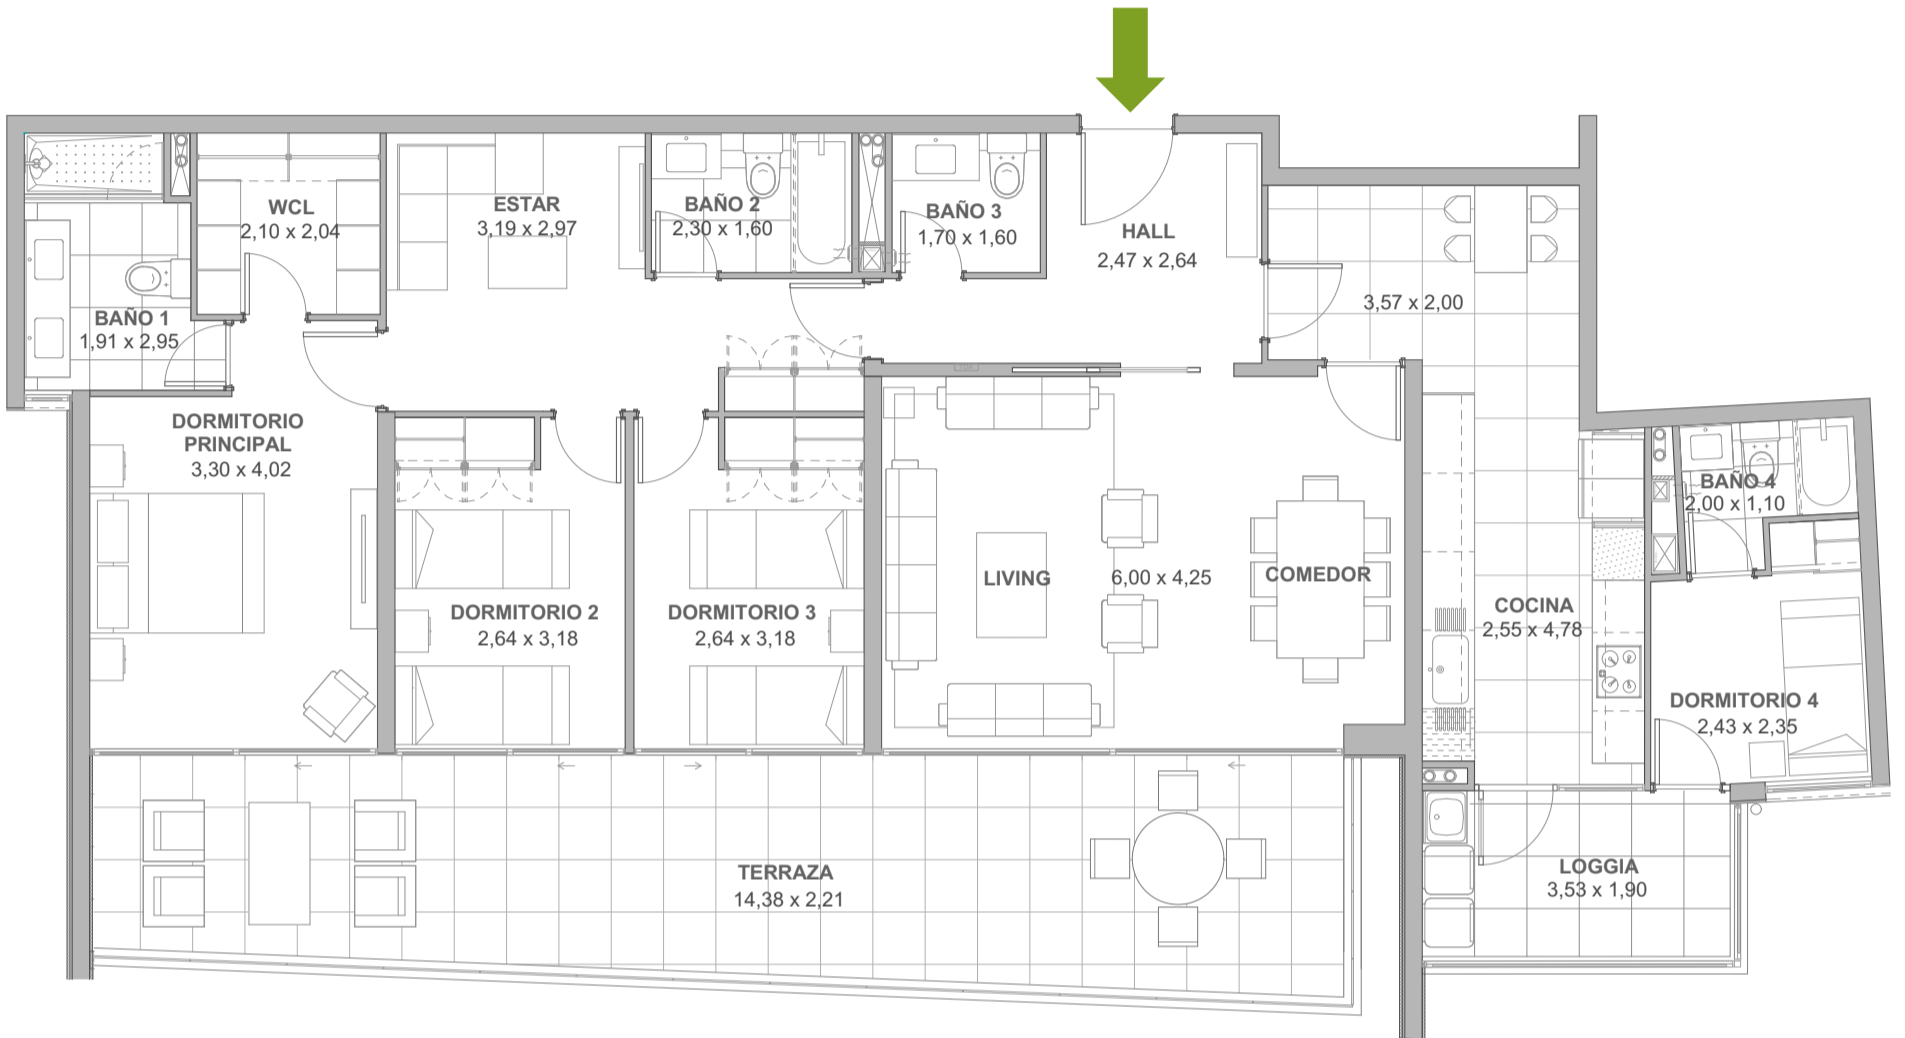 WCL
2,10 x 2,04
ESTAR
3,19 x 2,97
BAÑO 2
2,30 x 1,60
BAÑO 3
1,70 x 1,60
HALL
2,47 x 2,64
3,57 x 2,00
BAÑO 1
1,91 x 2,95
DORMITORIO
PRINCIPAL
3,30 x 4,02
BAÑO 4
2,00 x 1,10
DORMITORIO 2
2,64 x 3,18
DORMITORIO 3
2,64 x 3,18
LIVING
6,00 x 4,25
COMEDOR
COCINA
2,55 x 4,78
DORMITORIO 4
2,43 x 2,35
TERRAZA
14,38 x 2,21
LOGGIA
3,53 x 1,90